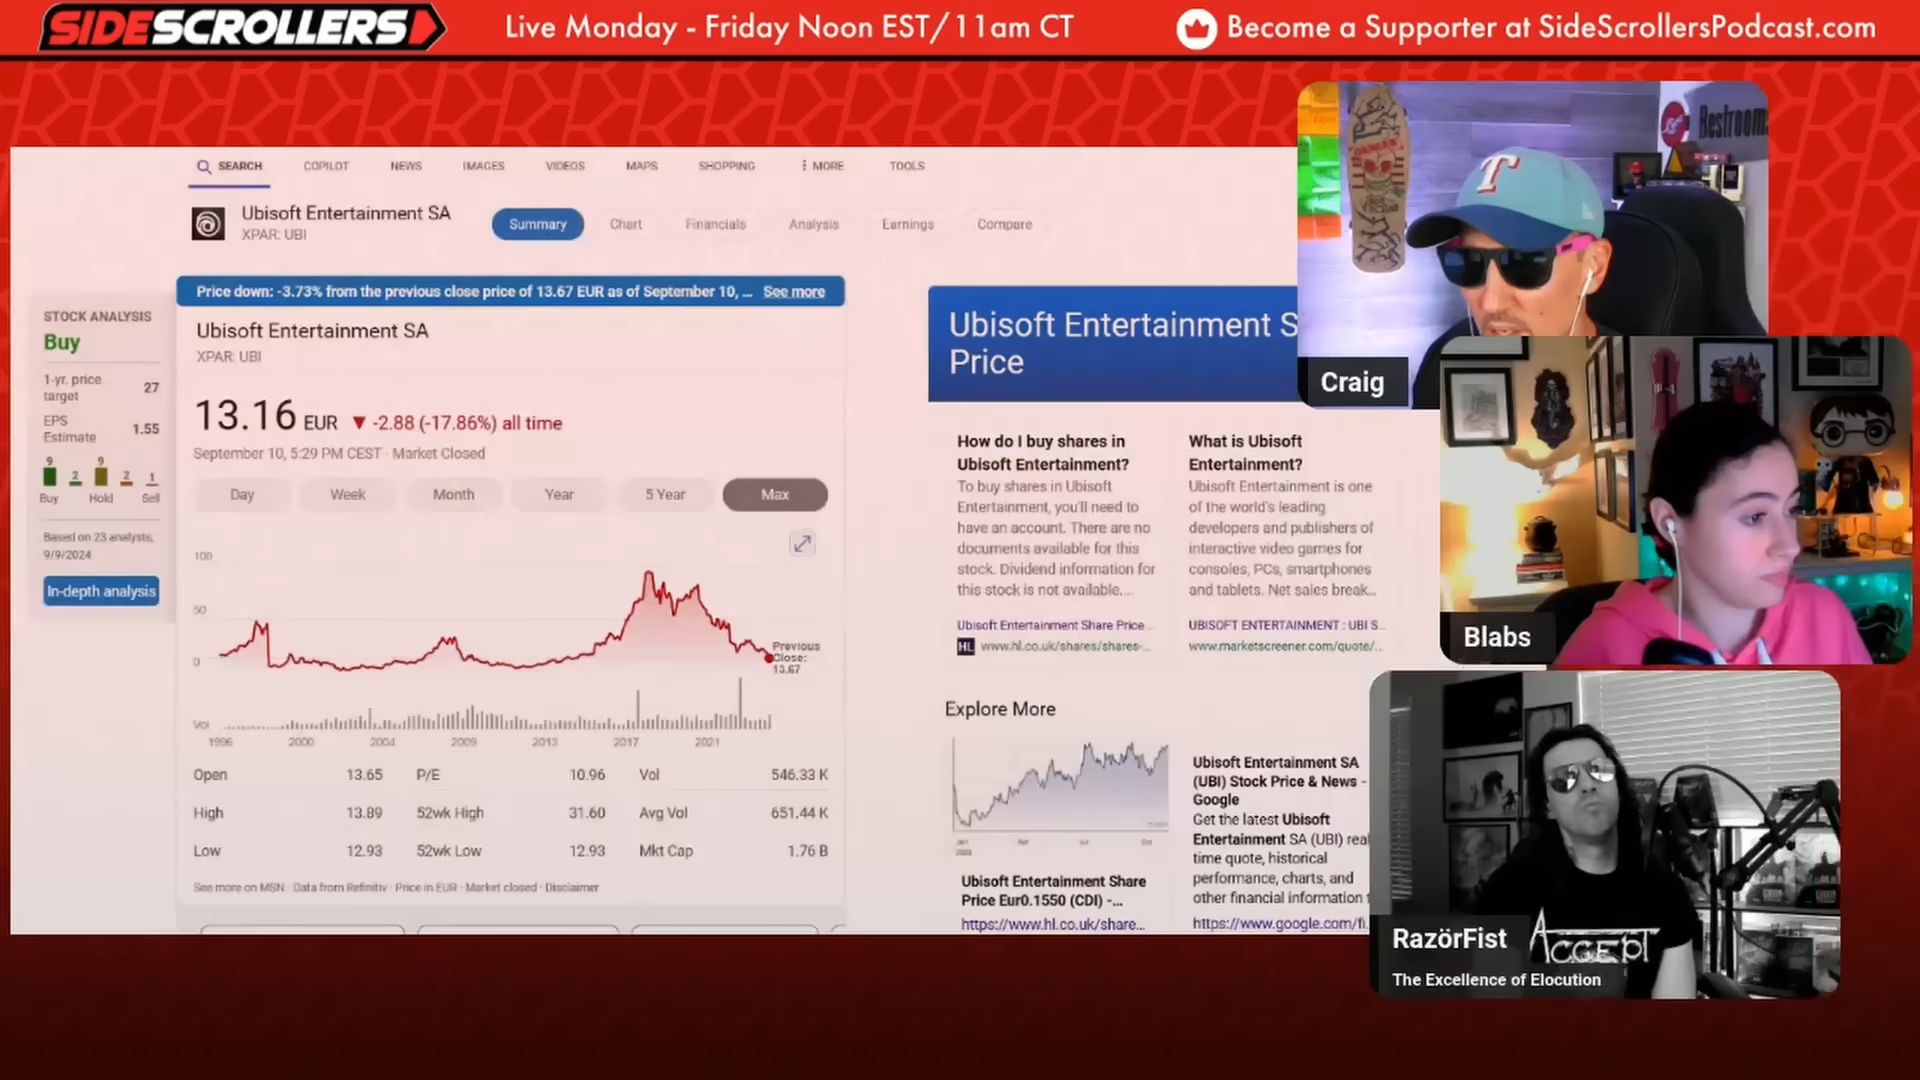 SIDESCROLLERS
Live Monday - Friday Noon EST/11am CT
Become a Supporter at SideScrollersPodcast.com
SEARCH
COPILOT
NEWS
IMAGES
VIDEOS
MAPS
SHOPPING
MORE
TOOLS
Ubisoft Entertainment SA
XPAR: UBI
Summary
Chart
Financials
Analysis
Earnings
Compare
Price down: -3.73% from the previous close price of 13.67 EUR as of September 10, ... See more
STOCK ANALYSIS
Buy
1-yr. price
target
27
EPS
Estimate
1.55
9 2 9 2 1
Buy Hold Sell
Based on 23 analysts,
9/9/2024
In-depth analysis
Ubisoft Entertainment SA
XPAR: UBI
13.16 EUR ▼ -2.88 (-17.86%) all time
September 10, 5:29 PM CEST · Market Closed
Day
Week
Month
Year
5 Year
Max
100
50
0
Previous
Close:
13.67
Vol
1996 2000 2004 2009 2013 2017 2021
Open 13.65 P/E 10.96 Vol 546.33 K
High 13.89 52wk High 31.60 Avg Vol 651.44 K
Low 12.93 52wk Low 12.93 Mkt Cap 1.76 B
See more on MSN · Data from Refinitiv · Price in EUR · Market closed · Disclaimer
Ubisoft Entertainment S
Price
How do I buy shares in
Ubisoft Entertainment?
To buy shares in Ubisoft
Entertainment, you'll need to
have an account. There are no
documents available for this
stock. Dividend information for
this stock is not available....
Ubisoft Entertainment Share Price ...
HL www.hl.co.uk/shares/shares-...
What is Ubisoft
Entertainment?
Ubisoft Entertainment is one
of the world's leading
developers and publishers of
interactive video games for
consoles, PCs, smartphones
and tablets. Net sales break...
UBISOFT ENTERTAINMENT : UBI S...
www.marketscreener.com/quote/...
Explore More
Ubisoft Entertainment Share
Price Eur0.1550 (CDI) -...
https://www.hl.co.uk/share...
Ubisoft Entertainment SA
(UBI) Stock Price & News -
Google
Get the latest Ubisoft
Entertainment SA (UBI) real
time quote, historical
performance, charts, and
other financial information
https://www.google.com/fi...
T
Restroom
Craig
Blabs
ACCEPT
RazörFist
The Excellence of Elocution